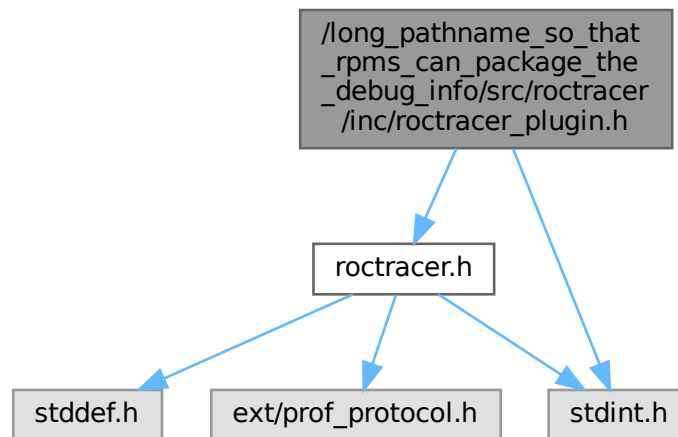 /long_pathname_so_that
_rpms_can_package_the
_debug_info/src/roctracer
/inc/roctracer_plugin.h
roctracer.h
stddef.h
ext/prof_protocol.h
stdint.h